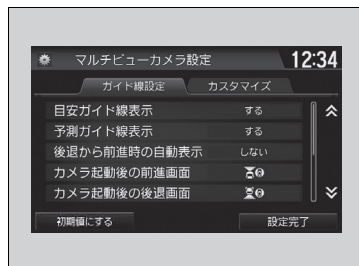 マルチビューカメラ設定 12:34
ガイド線設定 カスタマイズ
目安ガイド線表示 する
予測ガイド線表示 する
後退から前進時の自動表示 しない
カメラ起動後の前進画面
カメラ起動後の後退画面
初期値にする 設定完了